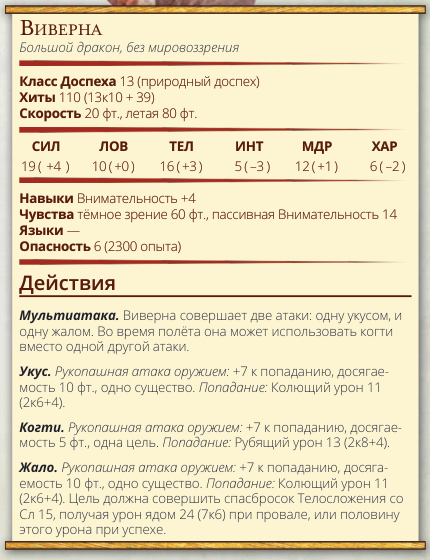 Виверна
Большой дракон, без мировоззрения
Класс Доспеха 13 (природный доспех)
Хиты 110 (13к10 + 39)
Скорость 20 фт., летая 80 фт.
СИЛ ЛОВ ТЕЛ ИНТ МДР ХАР
19 ( +4 ) 10 ( +0 ) 16 ( +3 ) 5 ( –3 ) 12 ( +1 ) 6 ( –2 )
Навыки Внимательность +4
Чувства тёмное зрение 60 фт., пассивная Внимательность 14
Языки —
Опасность 6 (2300 опыта)
Действия
Мультиатака. Виверна совершает две атаки: одну укусом, и
одну жалом. Во время полёта она может использовать когти
вместо одной другой атаки.
Укус. Рукопашная атака оружием: +7 к попаданию, досягае-
мость 10 фт., одно существо. Попадание: Колющий урон 11
(2к6+4).
Когти. Рукопашная атака оружием: +7 к попаданию, досягае-
мость 5 фт., одна цель. Попадание: Рубящий урон 13 (2к8+4).
Жало. Рукопашная атака оружием: +7 к попаданию, досяга-
емость 10 фт., одно существо. Попадание: Колющий урон 11
(2к6+4). Цель должна совершить спасбросок Телосложения со
Сл 15, получая урон ядом 24 (7к6) при провале, или половину
этого урона при успехе.